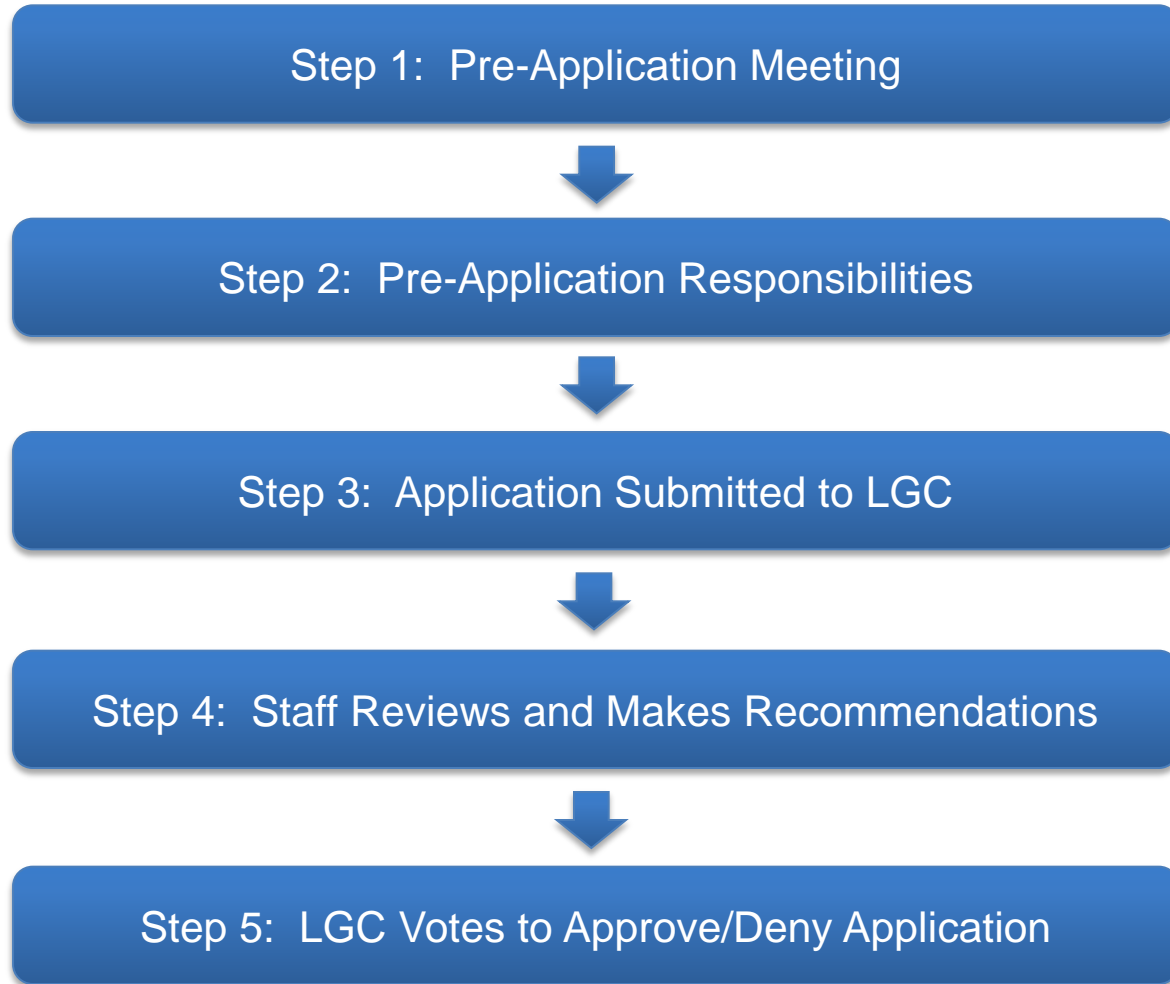 Step 1:  Pre-Application Meeting
Step 2:  Pre-Application Responsibilities
Step 3:  Application Submitted to LGC
Step 4:  Staff Reviews and Makes Recommendations
Step 5:  LGC Votes to Approve/Deny Application